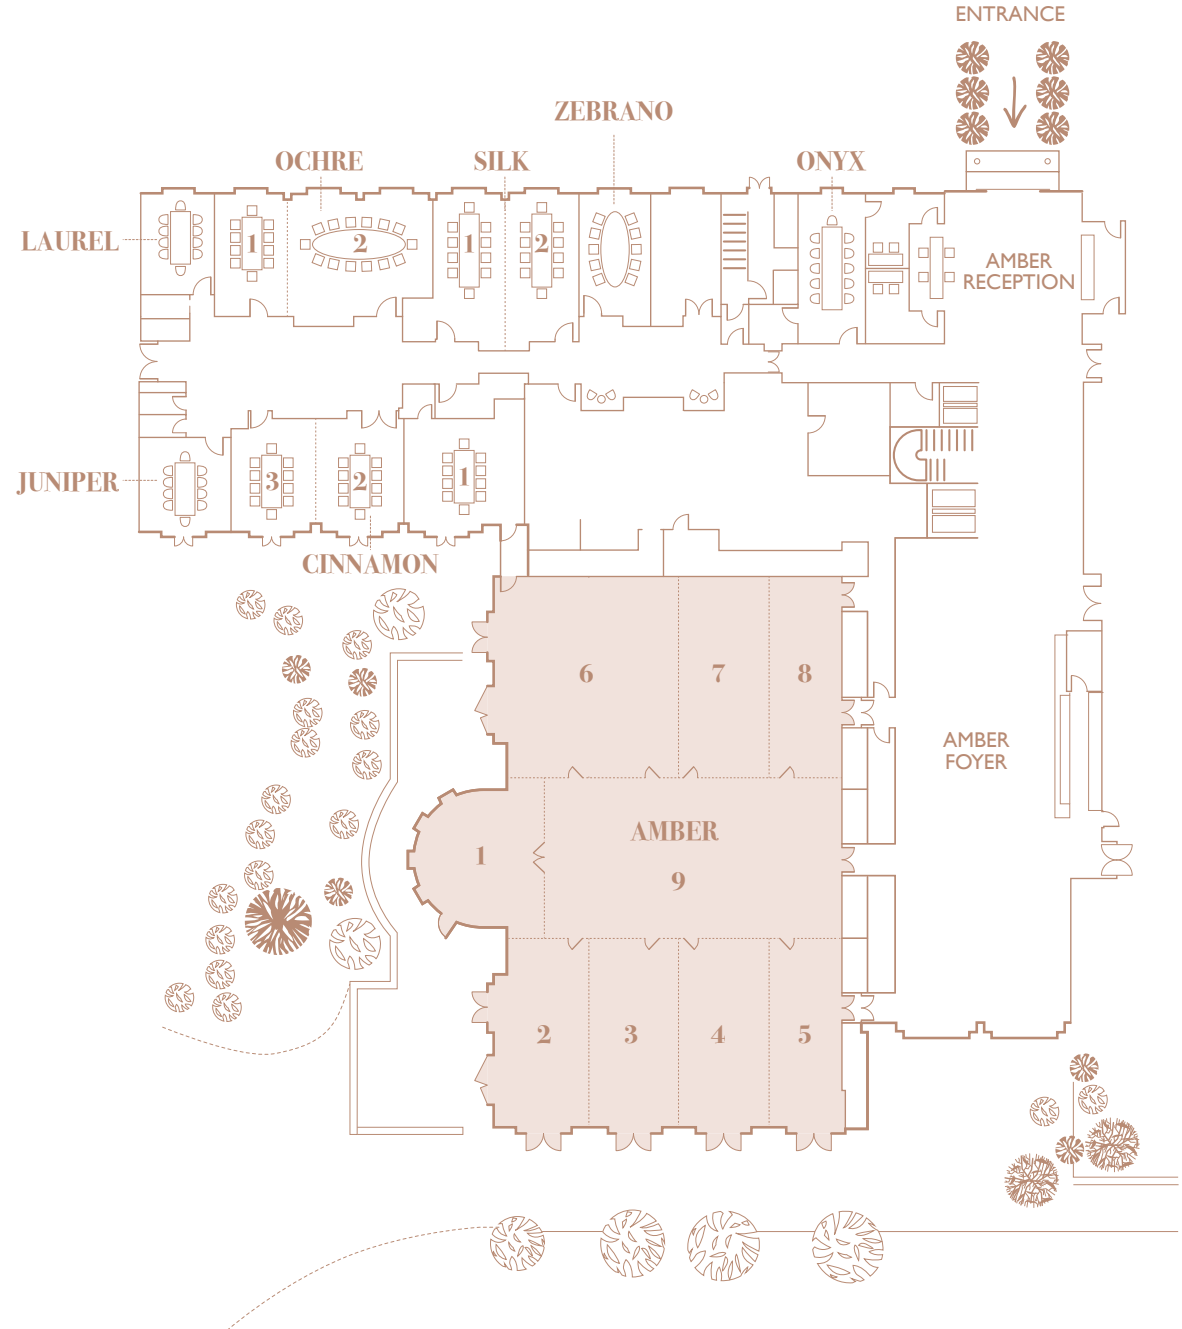 ENTRANCE
ZEBRANO
OCHRE
SILK
ONYX
LAUREL
1
2
1
2
AMBER
RECEPTION
JUNIPER
3
2
1
CINNAMON
6
7
8
AMBER
FOYER
AMBER
1
9
2
3
4
5